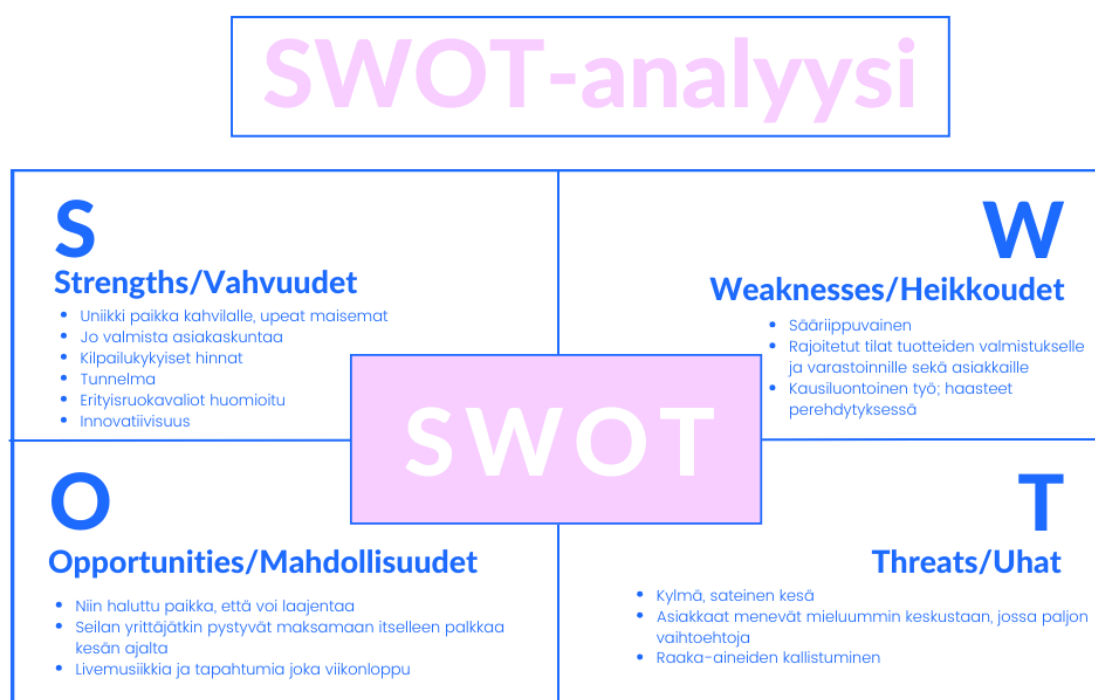 SWOT-analyysi
S
Strengths/Vahvuudet
• Uniikki paikka kahvilalle, upeat maisemat
• Jo valmista asiakaskuntaa
• Kilpailukykyiset hinnat
• Tunnelma
• Erityisruokavaliot huomioitu
• Innovatiivisuus
W
Weaknesses/Heikkoudet
• Sääriippuvainen
• Rajoitetut tilat tuotteiden valmistukselle
ja varastoinnille sekä asiakkaille
• Kausiluontoinen työ; haasteet
perehdytyksessä
SWOT
O
Opportunities/Mahdollisuudet
• Niin haluttu paikka, että voi laajentaa
• Seilan yrittäjätkin pystyvät maksamaan itselleen palkkaa
kesän ajalta
• Livemusiikkia ja tapahtumia joka viikonloppu
T
Threats/Uhat
• Kylmä, sateinen kesä
• Asiakkaat menevät mieluummin keskustaan, jossa paljon
vaihtoehtoja
• Raaka-aineiden kallistuminen